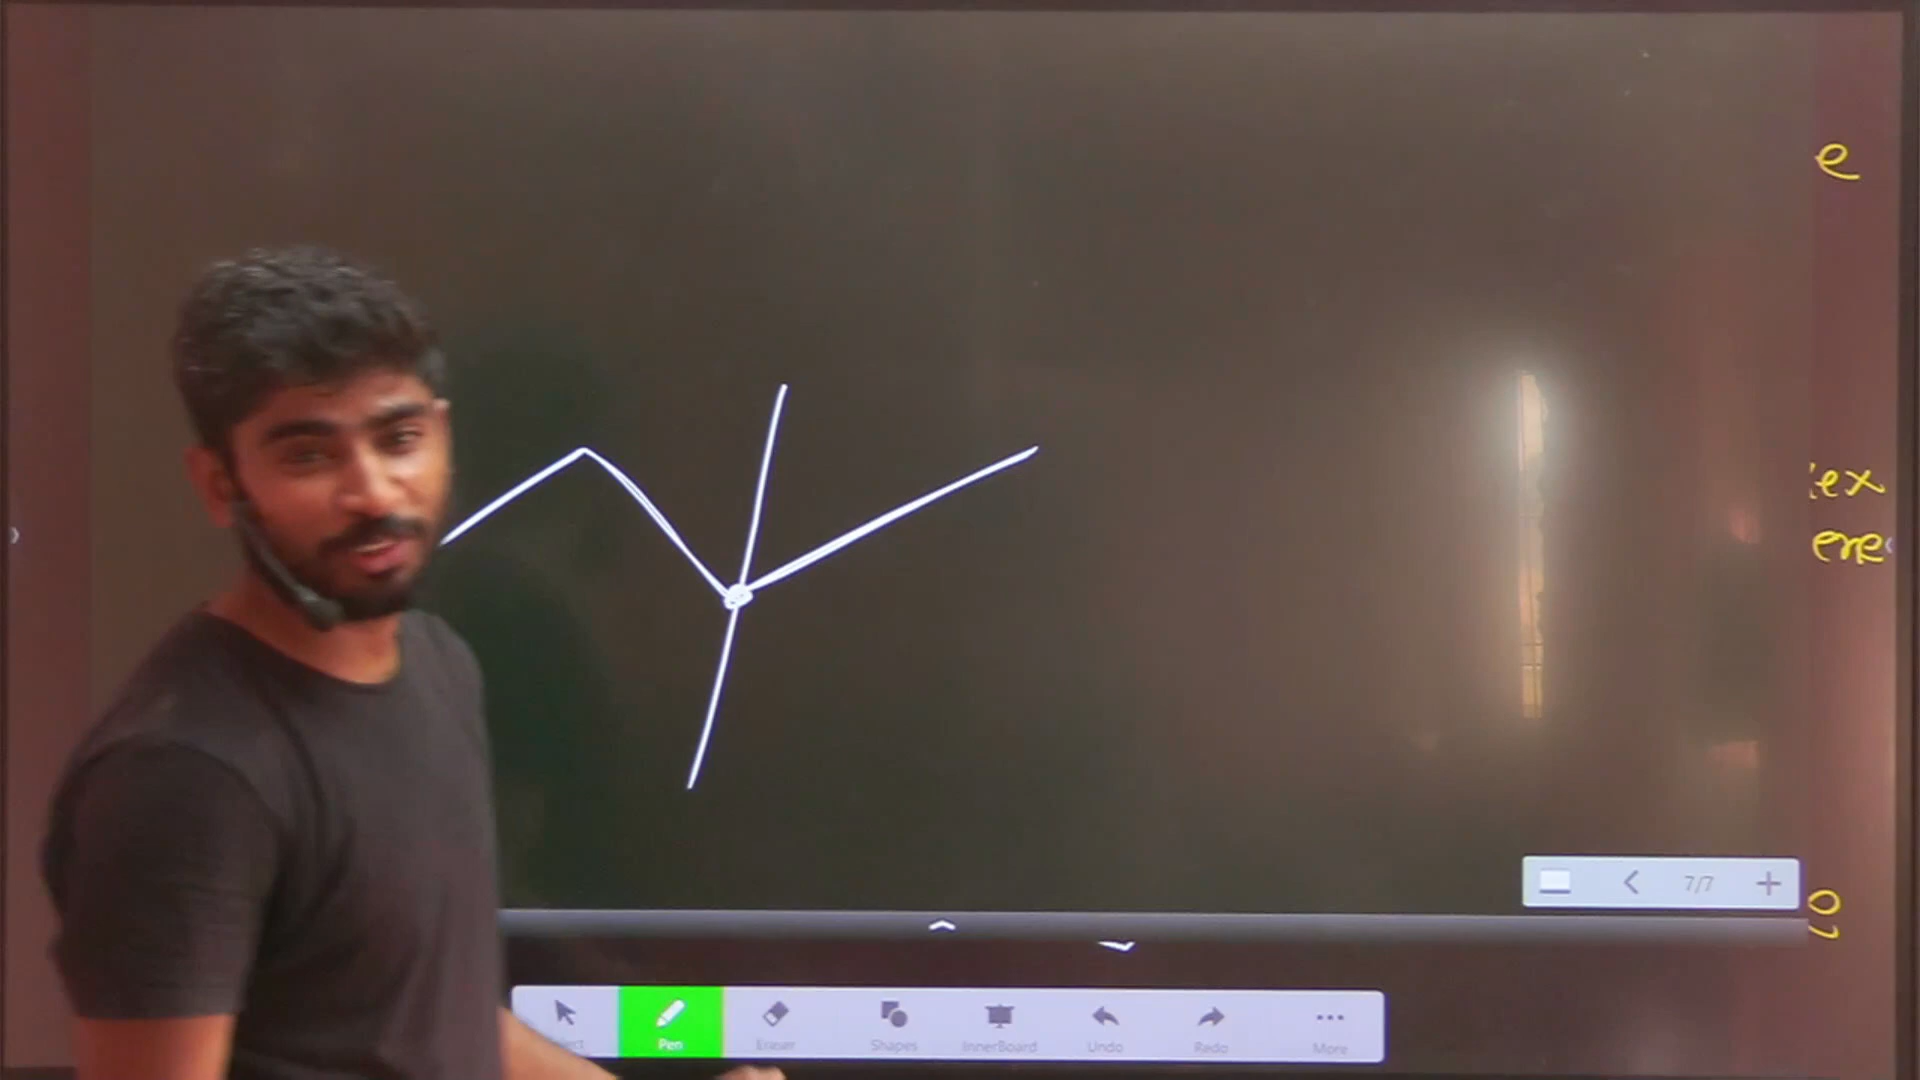 e
ex
ere
7/7
Pen
Eraser
Shapes
InnerBoard
Undo
Redo
More